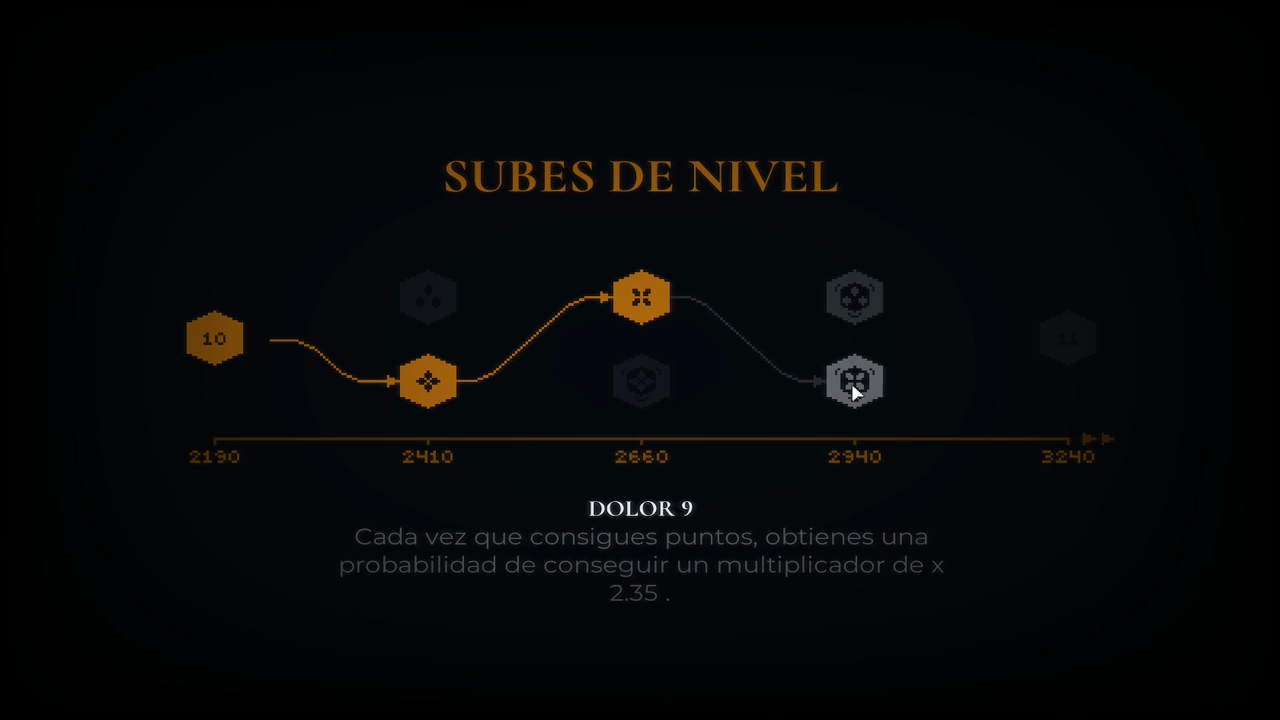 SUBES DE NIVEL
10
11
2190 2410 2660 2940 3240
DOLOR 9
Cada vez que consigues puntos, obtienes una
probabilidad de conseguir un multiplicador de x
2.35 .